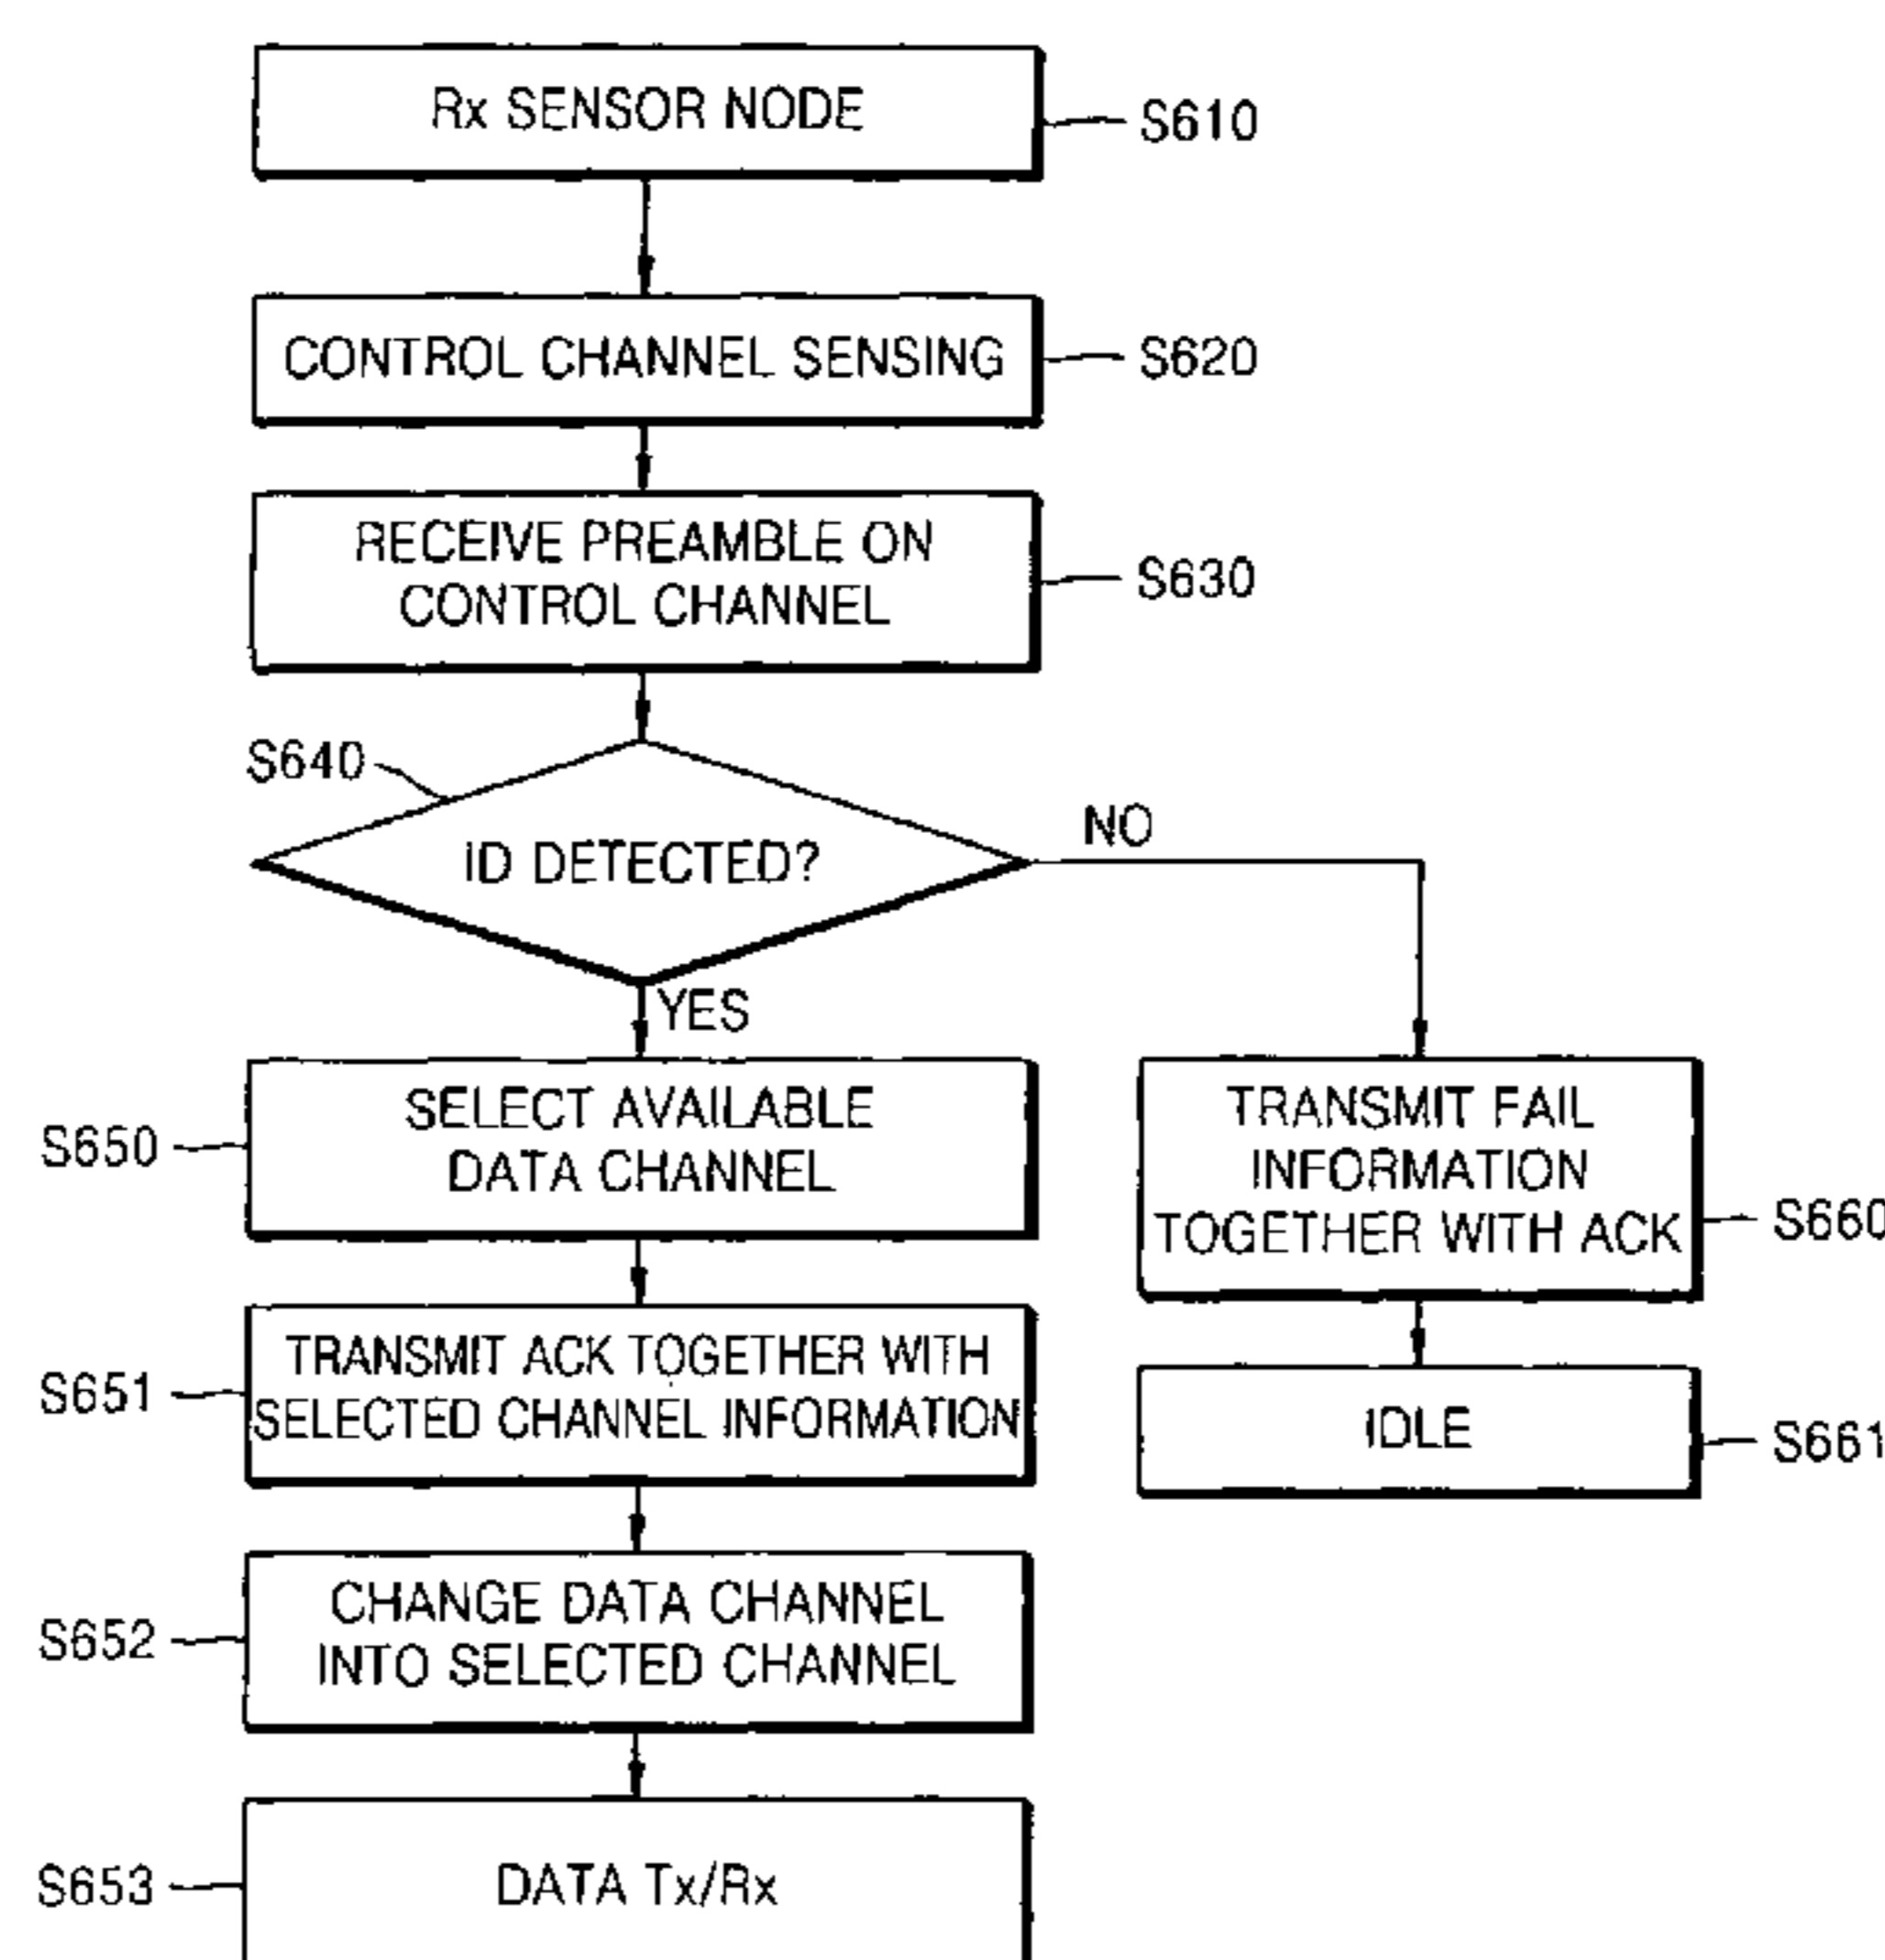 Rx SENSOR NODE
S610
CONTROL CHANNEL SENSING
S620
RECEIVE PREAMBLE ON
CONTROL CHANNEL
S630
S640
ID DETECTED?
NO
YES
S650
SELECT AVAILABLE
DATA CHANNEL
TRANSMIT FAIL
INFORMATION
TOGETHER WITH ACK
S660
S651
TRANSMIT ACK TOGETHER WITH
SELECTED CHANNEL INFORMATION
IDLE
S661
S652
CHANGE DATA CHANNEL
INTO SELECTED CHANNEL
S653
DATA Tx/Rx